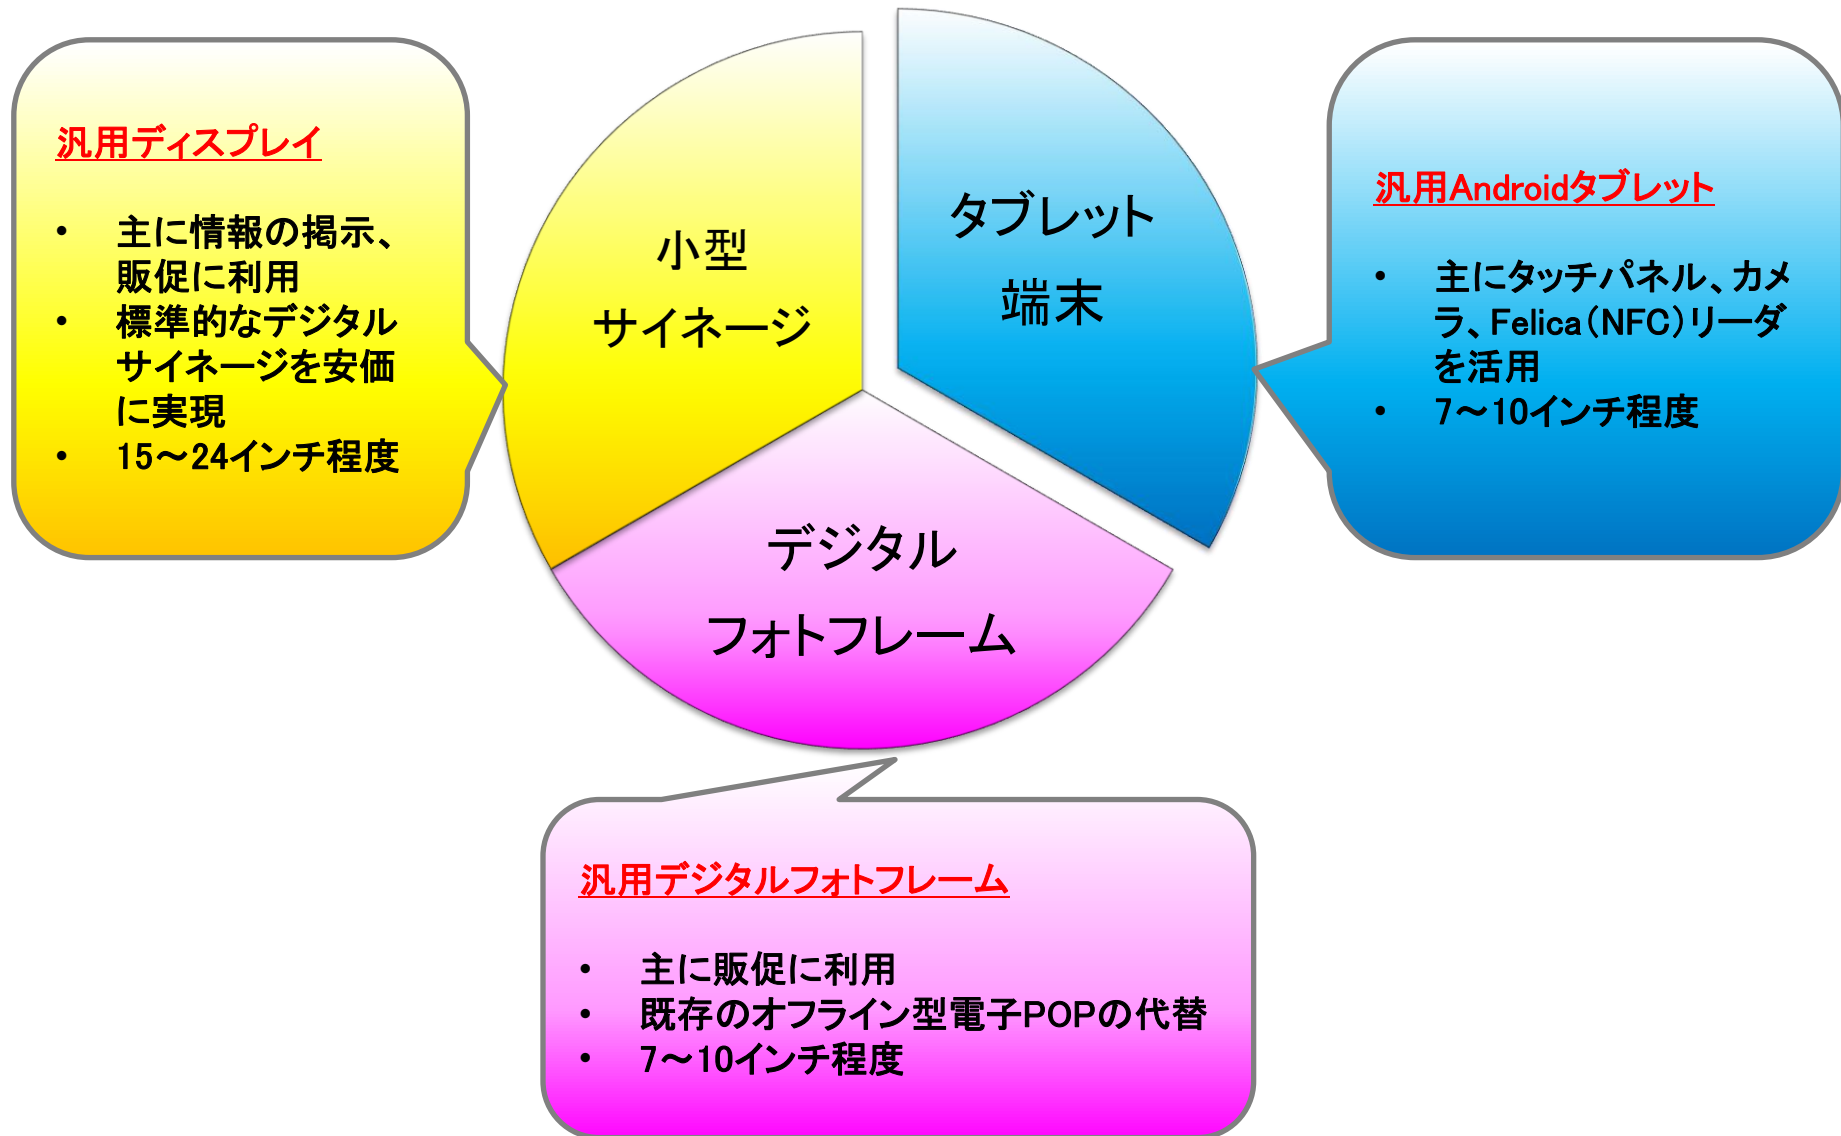 汎用ディスプレイ
• 主に情報の掲示、
販促に利用
• 標準的なデジタル
サイネージを安価
に実現
• 15～24インチ程度
小型
サイネージ
タブレット
端末
デジタル
フォトフレーム
汎用Androidタブレット
• 主にタッチパネル、カメ
ラ、Felica（NFC）リーダ
を活用
• 7～10インチ程度
汎用デジタルフォトフレーム
• 主に販促に利用
• 既存のオフライン型電子POPの代替
• 7～10インチ程度